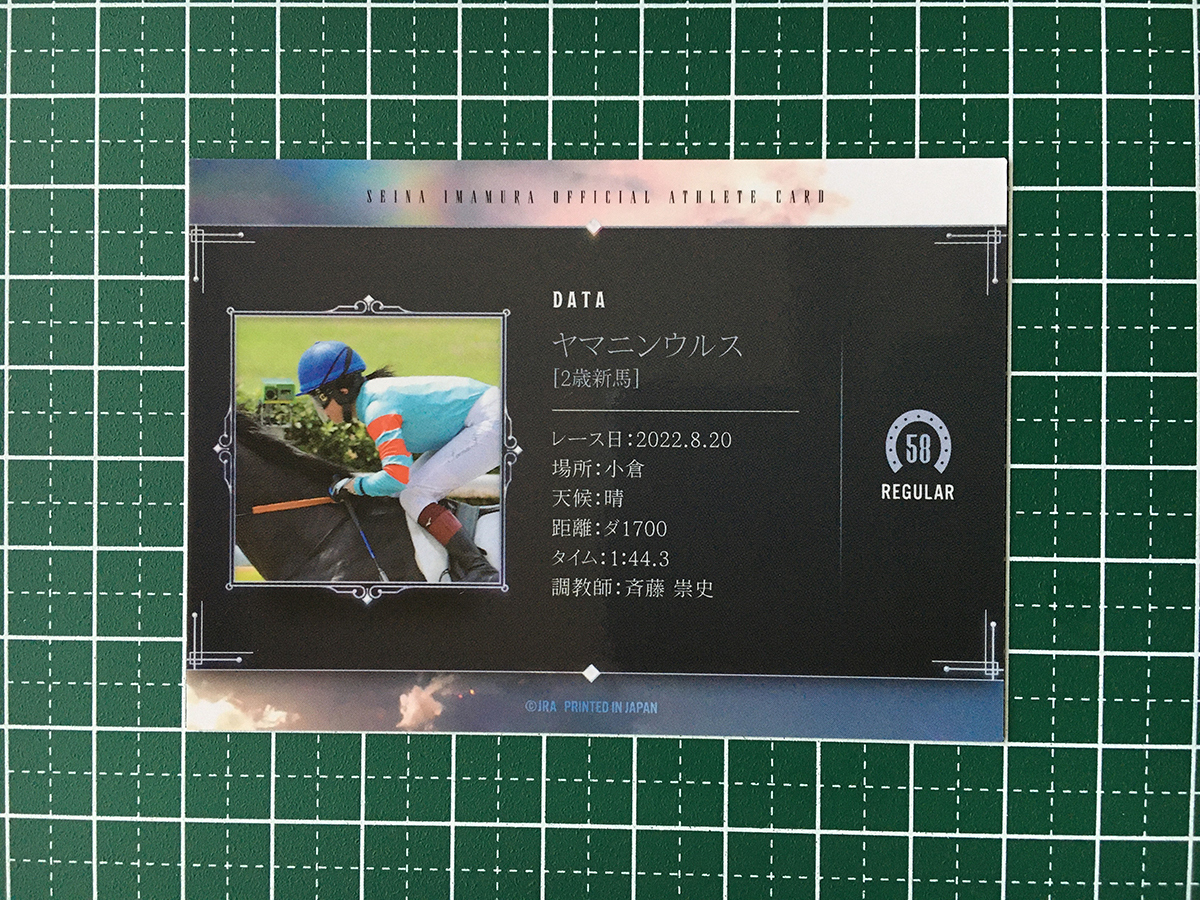 SEINA IMAMURA OFFICIAL ATHLETE CARD
DATA
ヤマニンウルス
[2歳新馬]
レース日：2022.8.20
場所：小倉
天候：晴
距離：ダ1700
タイム：1:44.3
調教師：斉藤 崇史
58
REGULAR
©JRA PRINTED IN JAPAN